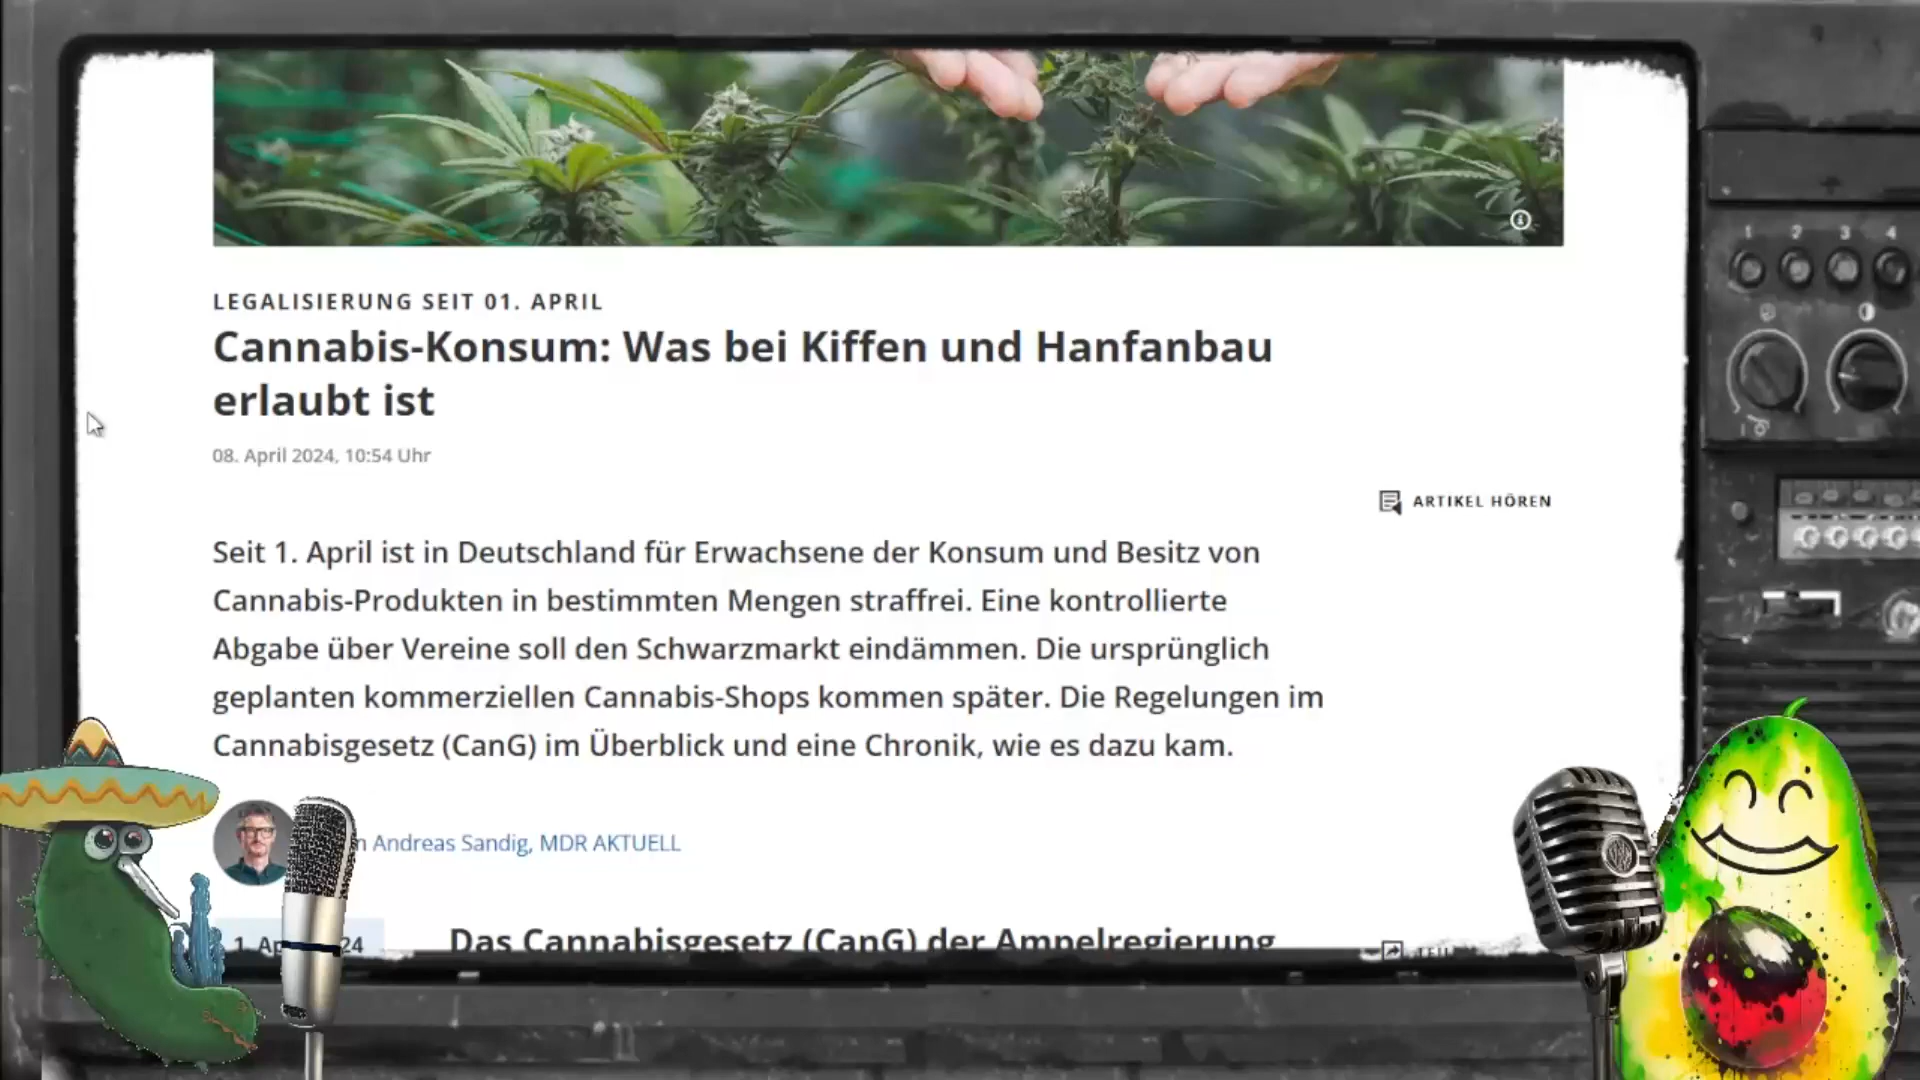 LEGALISIERUNG SEIT 01. APRIL
Cannabis-Konsum: Was bei Kiffen und Hanfanbau
erlaubt ist
08. April 2024, 10:54 Uhr
ARTIKEL HÖREN
Seit 1. April ist in Deutschland für Erwachsene der Konsum und Besitz von
Cannabis-Produkten in bestimmten Mengen straffrei. Eine kontrollierte
Abgabe über Vereine soll den Schwarzmarkt eindämmen. Die ursprünglich
geplanten kommerziellen Cannabis-Shops kommen später. Die Regelungen im
Cannabisgesetz (CanG) im Überblick und eine Chronik, wie es dazu kam.
Andreas Sandig, MDR AKTUELL
Das Cannabisgesetz (CanG) der Ampelregierung
1 2 3 4